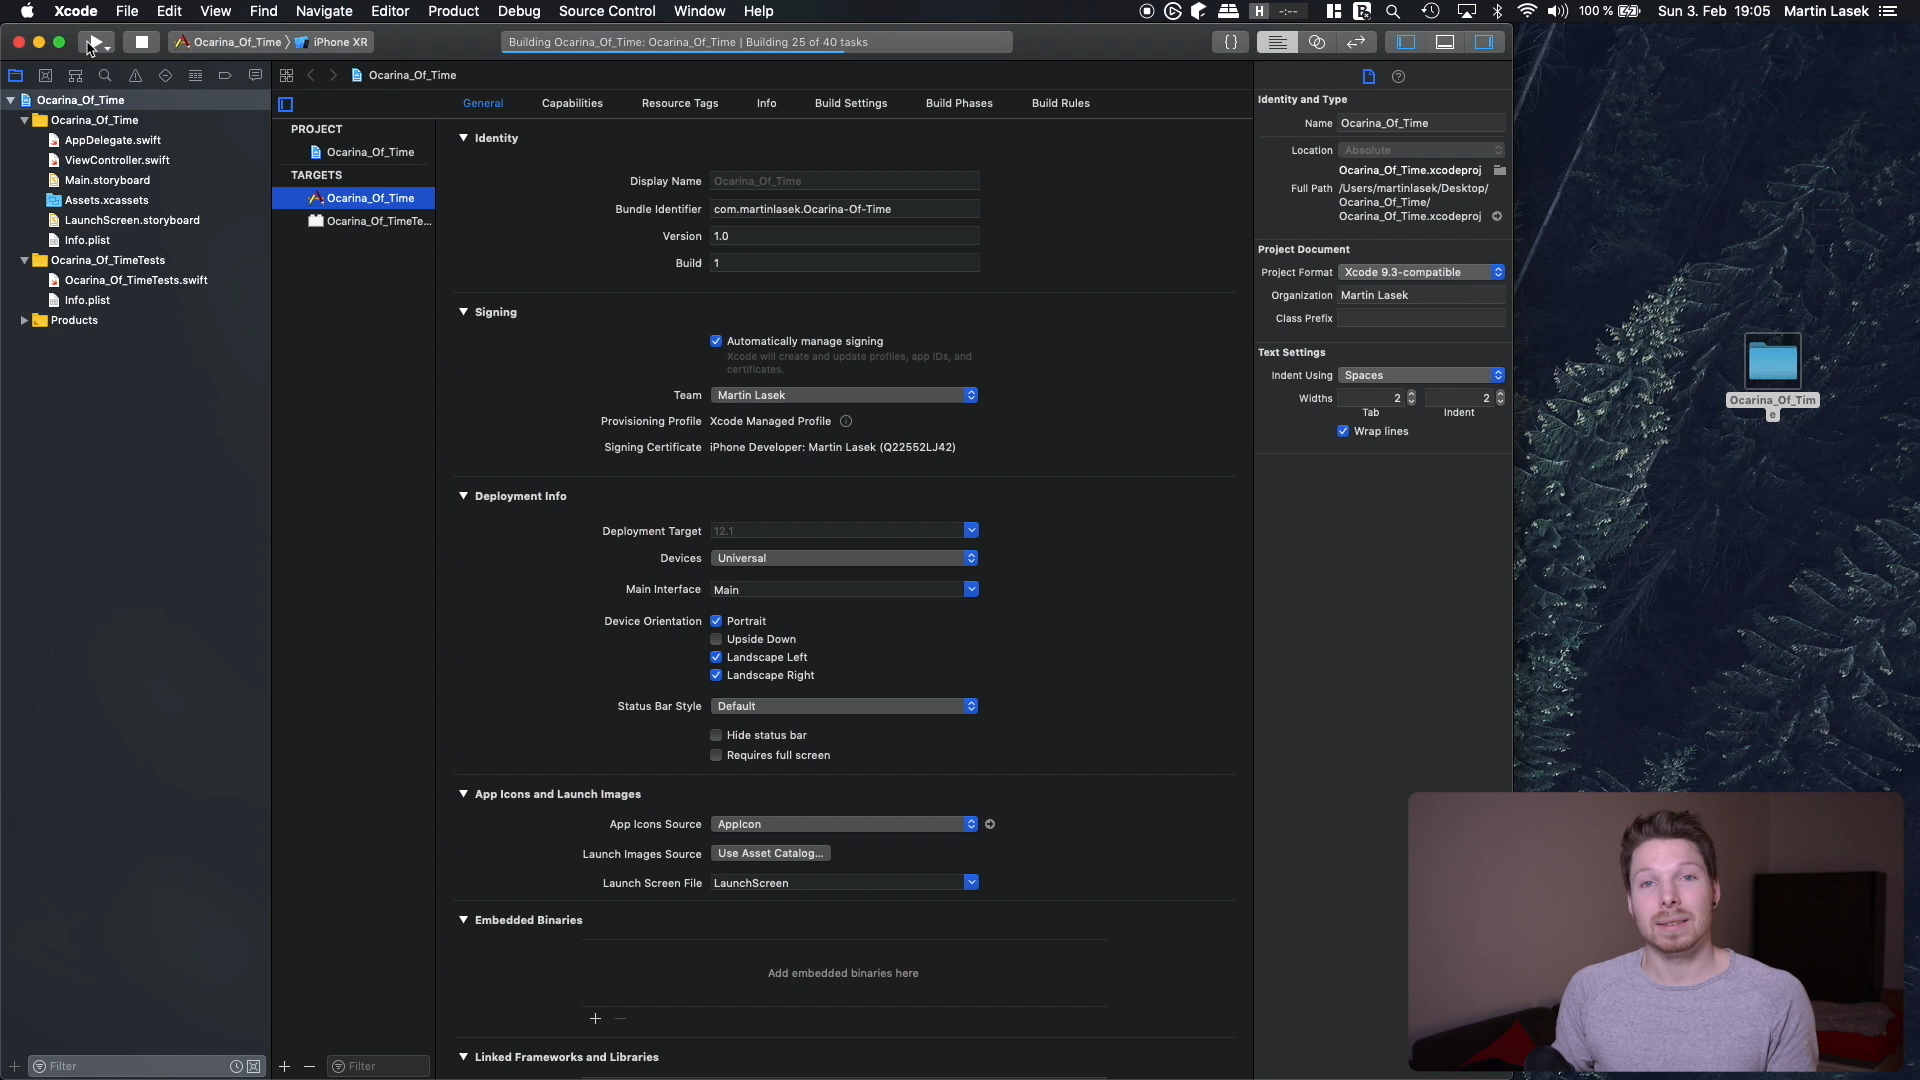 Xcode File Edit View Find Navigate Editor Product Debug Source Control Window Help
H -:-- 100 % Sun 3. Feb 19:05 Martin Lasek
Ocarina_Of_Time iPhone XR
Building Ocarina_Of_Time: Ocarina_Of_Time | Building 25 of 40 tasks
Ocarina_Of_Time
Ocarina_Of_Time
AppDelegate.swift
ViewController.swift
Main.storyboard
Assets.xcassets
LaunchScreen.storyboard
Info.plist
Ocarina_Of_TimeTests
Ocarina_Of_TimeTests.swift
Info.plist
Products
Filter
Ocarina_Of_Time
General Capabilities Resource Tags Info Build Settings Build Phases Build Rules
PROJECT
Ocarina_Of_Time
TARGETS
Ocarina_Of_Time
Ocarina_Of_TimeTe...
Filter
Identity
Display Name Ocarina_Of_Time
Bundle Identifier com.martinlasek.Ocarina-Of-Time
Version 1.0
Build 1
Signing
Automatically manage signing
Xcode will create and update profiles, app IDs, and
certificates.
Team Martin Lasek
Provisioning Profile Xcode Managed Profile
Signing Certificate iPhone Developer: Martin Lasek (Q22552LJ42)
Deployment Info
Deployment Target 12.1
Devices Universal
Main Interface Main
Device Orientation Portrait
Upside Down
Landscape Left
Landscape Right
Status Bar Style Default
Hide status bar
Requires full screen
App Icons and Launch Images
App Icons Source AppIcon
Launch Images Source Use Asset Catalog...
Launch Screen File LaunchScreen
Embedded Binaries
Add embedded binaries here
Linked Frameworks and Libraries
Identity and Type
Name Ocarina_Of_Time
Location Absolute
Ocarina_Of_Time.xcodeproj
Full Path /Users/martinlasek/Desktop/
Ocarina_Of_Time/
Ocarina_Of_Time.xcodeproj
Project Document
Project Format Xcode 9.3-compatible
Organization Martin Lasek
Class Prefix
Text Settings
Indent Using Spaces
Widths 2 2
Tab Indent
Wrap lines
Ocarina_Of_Tim
e